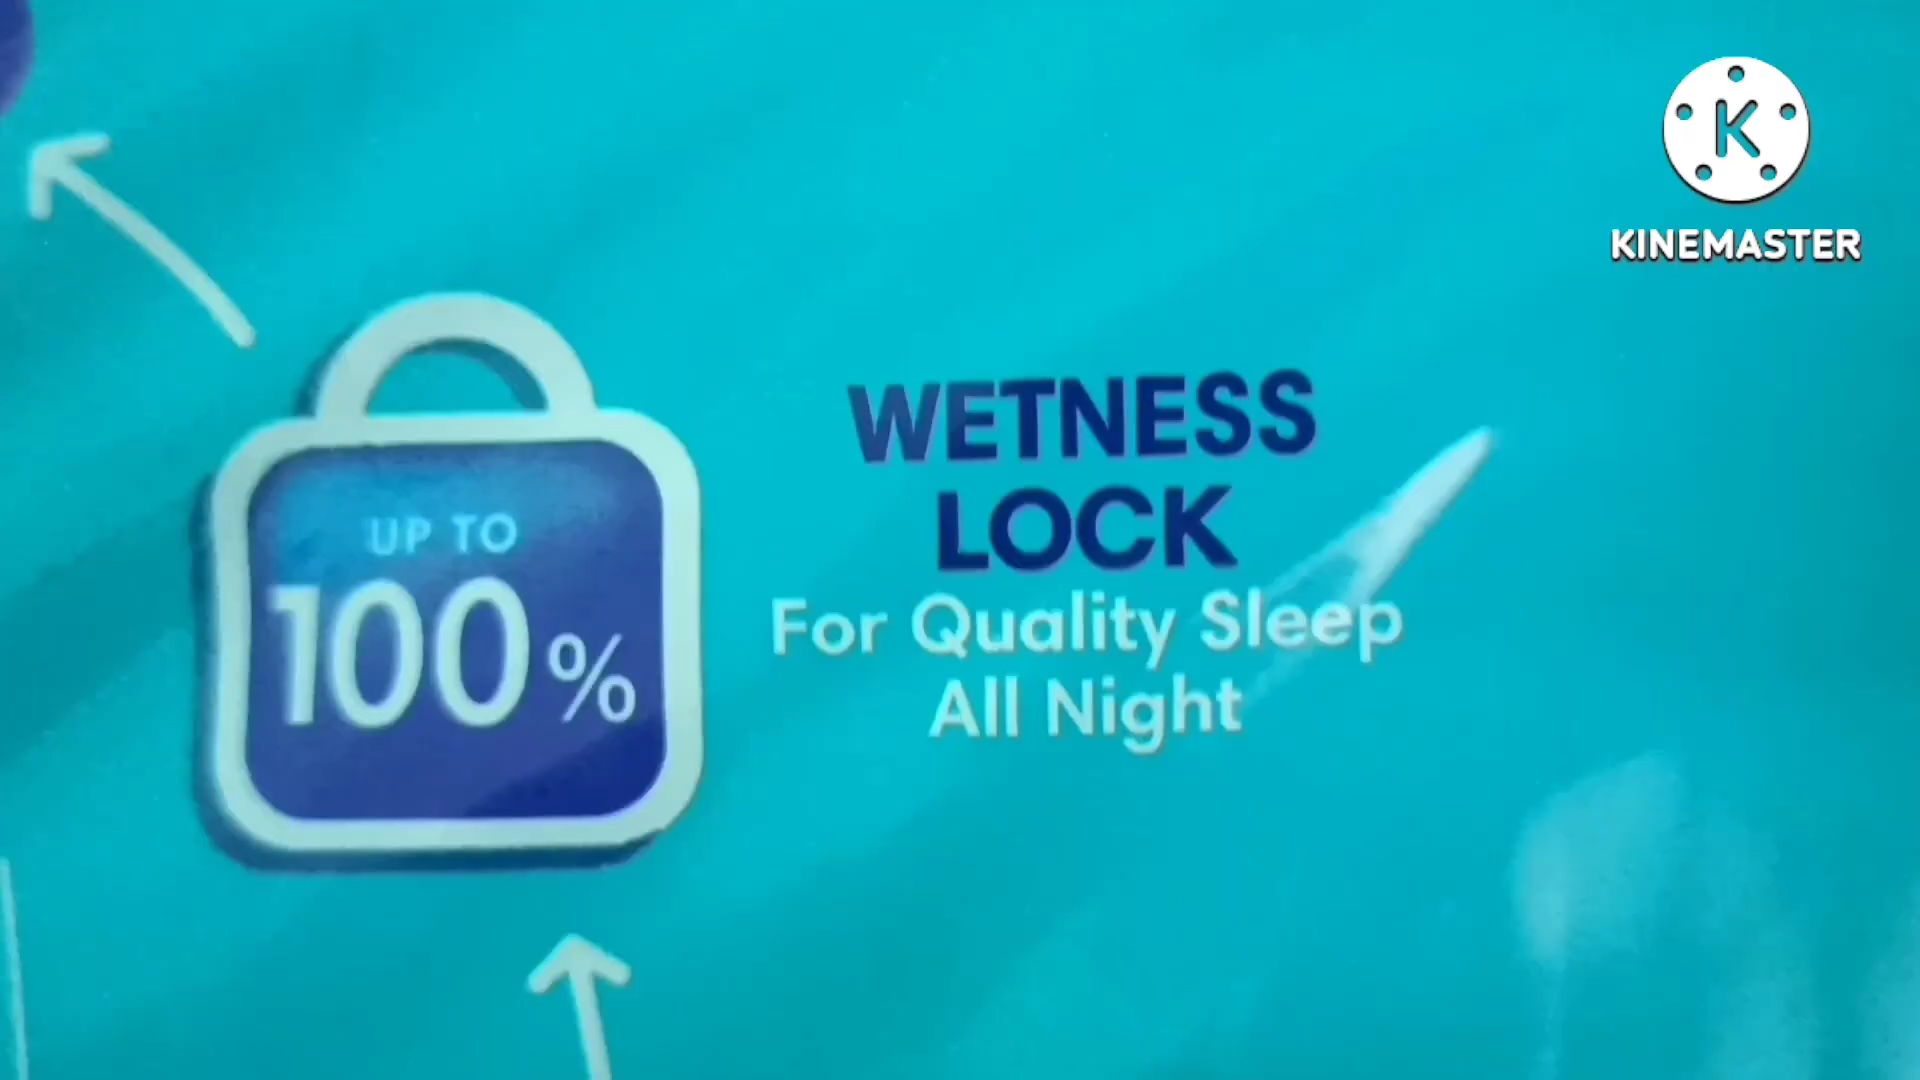 K
KINEMASTER
UP TO
100%
WETNESS
LOCK
For Quality Sleep
All Night